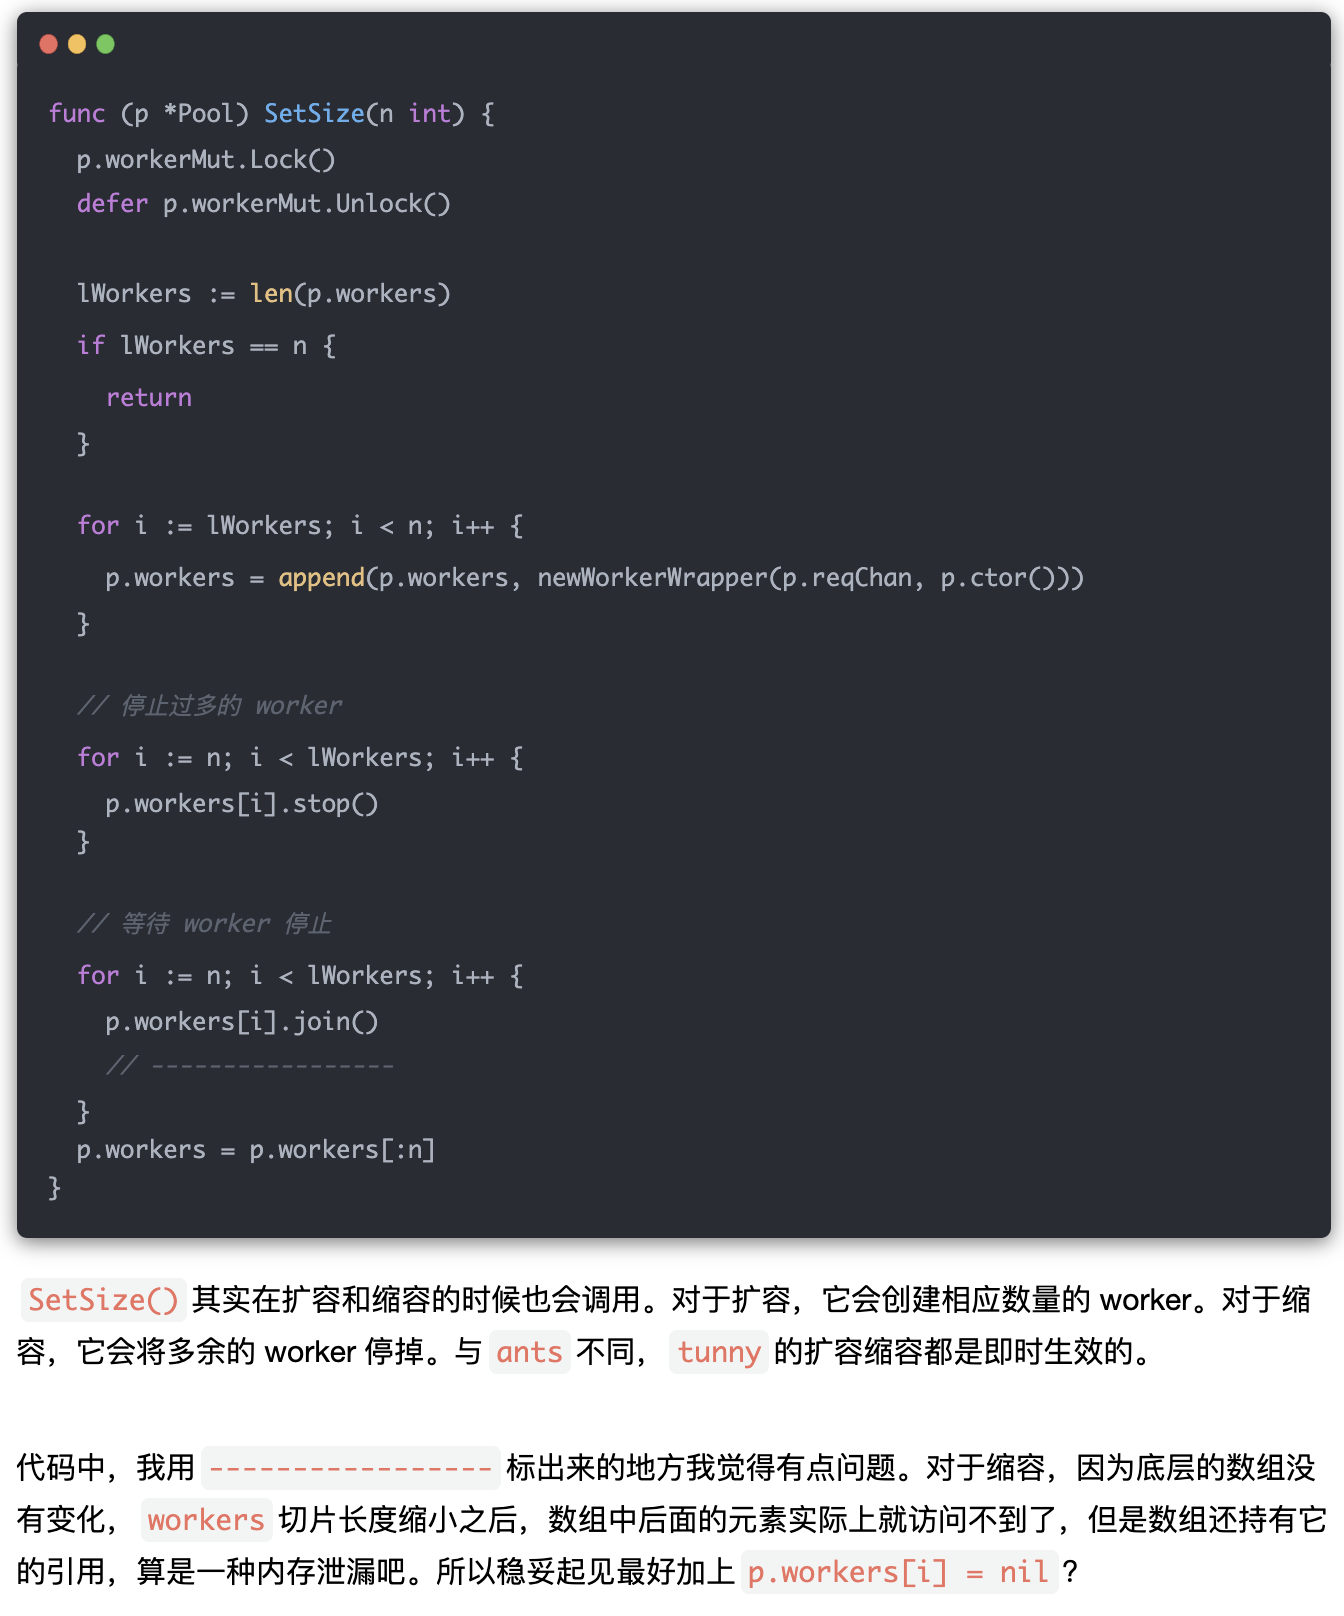 func (p *Pool) SetSize(n int) {
  p.workerMut.Lock()
  defer p.workerMut.Unlock()

  lWorkers := len(p.workers)
  if lWorkers == n {
    return
  }

  for i := lWorkers; i < n; i++ {
    p.workers = append(p.workers, newWorkerWrapper(p.reqChan, p.ctor()))
  }

  // 停止过多的 worker
  for i := n; i < lWorkers; i++ {
    p.workers[i].stop()
  }

  // 等待 worker 停止
  for i := n; i < lWorkers; i++ {
    p.workers[i].join()
    // -----------------
  }
  p.workers = p.workers[:n]
}
SetSize() 其实在扩容和缩容的时候也会调用。对于扩容，它会创建相应数量的 worker。对于缩
容，它会将多余的 worker 停掉。与 ants 不同， tunny 的扩容缩容都是即时生效的。

代码中，我用 ----------------- 标出来的地方我觉得有点问题。对于缩容，因为底层的数组没
有变化， workers 切片长度缩小之后，数组中后面的元素实际上就访问不到了，但是数组还持有它
的引用，算是一种内存泄漏吧。所以稳妥起见最好加上 p.workers[i] = nil ?